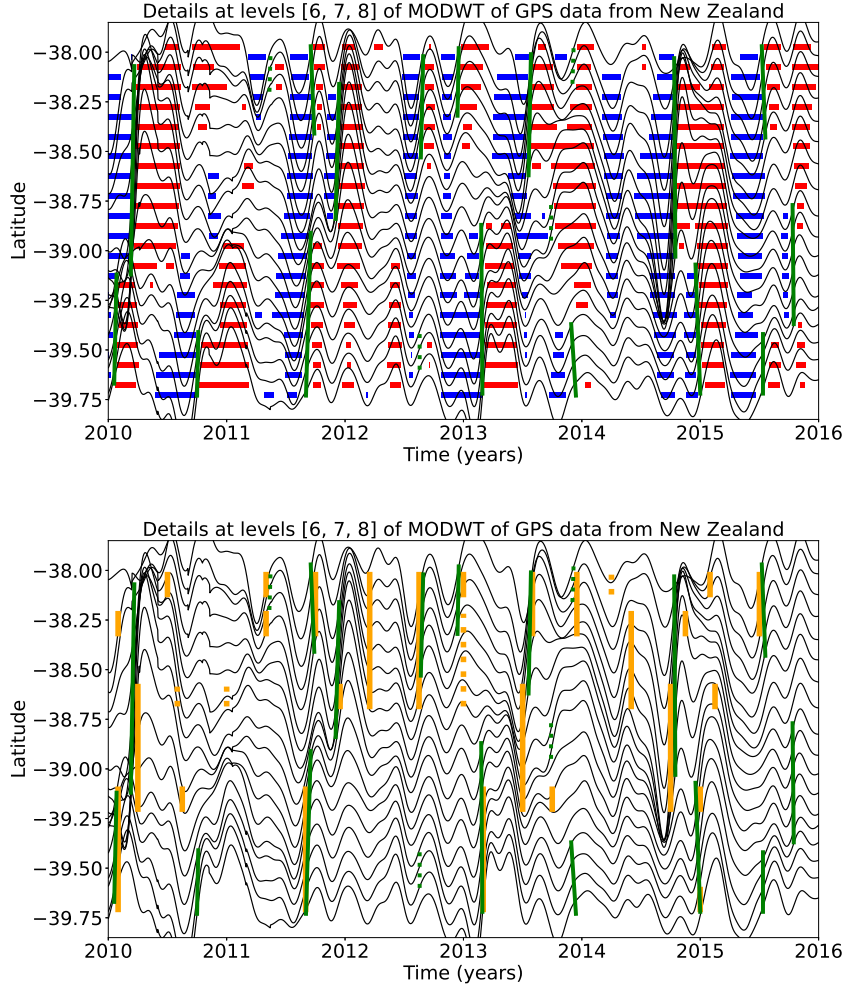 Details at levels [6, 7, 8] of MODWT of GPS data from New Zealand
−38.00
−38.25
−38.50
−38.75
−39.00
−39.25
−39.50
−39.75
Latitude
2010 2011 2012 2013 2014 2015 2016
Time (years)
Details at levels [6, 7, 8] of MODWT of GPS data from New Zealand
−38.00
−38.25
−38.50
−38.75
−39.00
−39.25
−39.50
−39.75
Latitude
2010 2011 2012 2013 2014 2015 2016
Time (years)